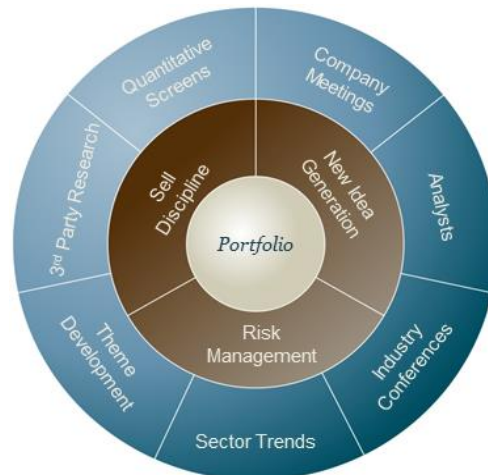 Quantitative
Screens
Company
Meetings
Analysts
Industry
Conferences
Sector Trends
Theme
Development
3rd Party Research
Sell
Discipline
New Idea
Generation
Risk
Management
Portfolio